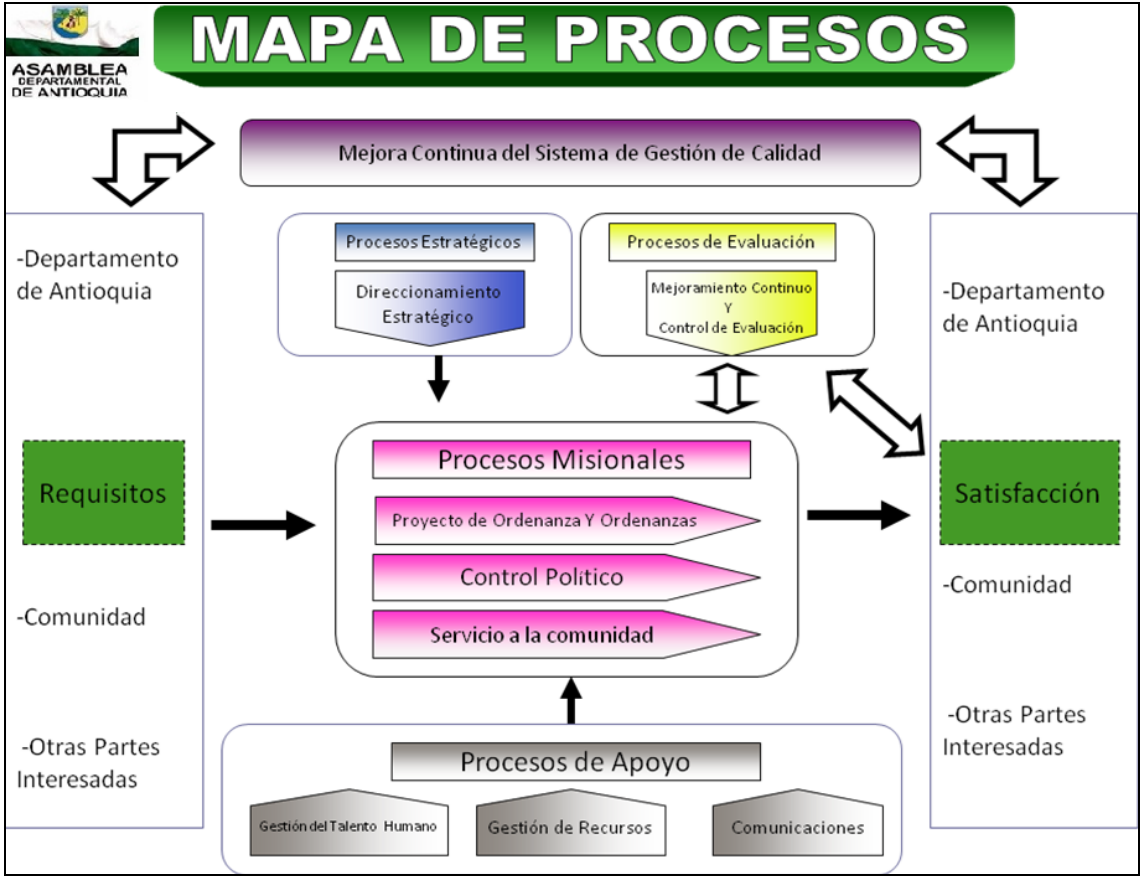 MAPA DE PROCESOS
ASAMBLEA
DEPARTAMENTAL
DE ANTIOQUIA
Mejora Continua del Sistema de Gestión de Calidad
-Departamento
de Antioquia
Requisitos
-Comunidad
-Otras Partes
Interesadas
Procesos Estratégicos
Direccionamiento
Estratégico
Procesos de Evaluación
Mejoramiento Continuo
Y
Control de Evaluación
Procesos Misionales
Proyecto de Ordenanza Y Ordenanzas
Control Político
Servicio a la comunidad
Procesos de Apoyo
Gestión del Talento Humano
Gestión de Recursos
Comunicaciones
-Departamento
de Antioquia
Satisfacción
-Comunidad
-Otras Partes
Interesadas